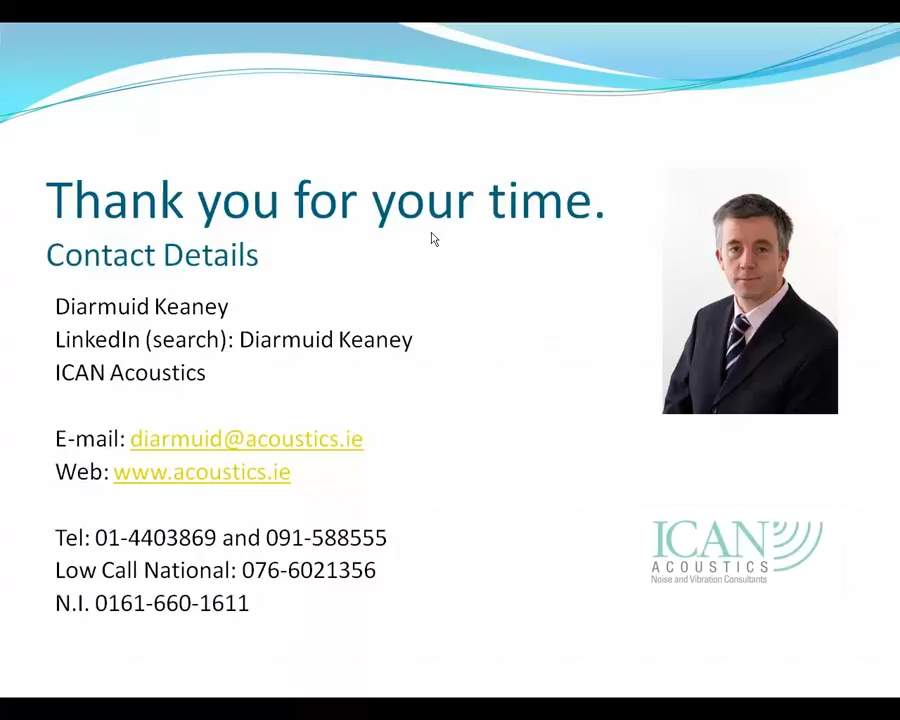 Thank you for your time.
Contact Details
Diarmuid Keaney
LinkedIn (search): Diarmuid Keaney
ICAN Acoustics
E-mail: diarmuid@acoustics.ie
Web: www.acoustics.ie
Tel: 01-4403869 and 091-588555
Low Call National: 076-6021356
N.I. 0161-660-1611
ICAN
ACOUSTICS
Noise and Vibration Consultants